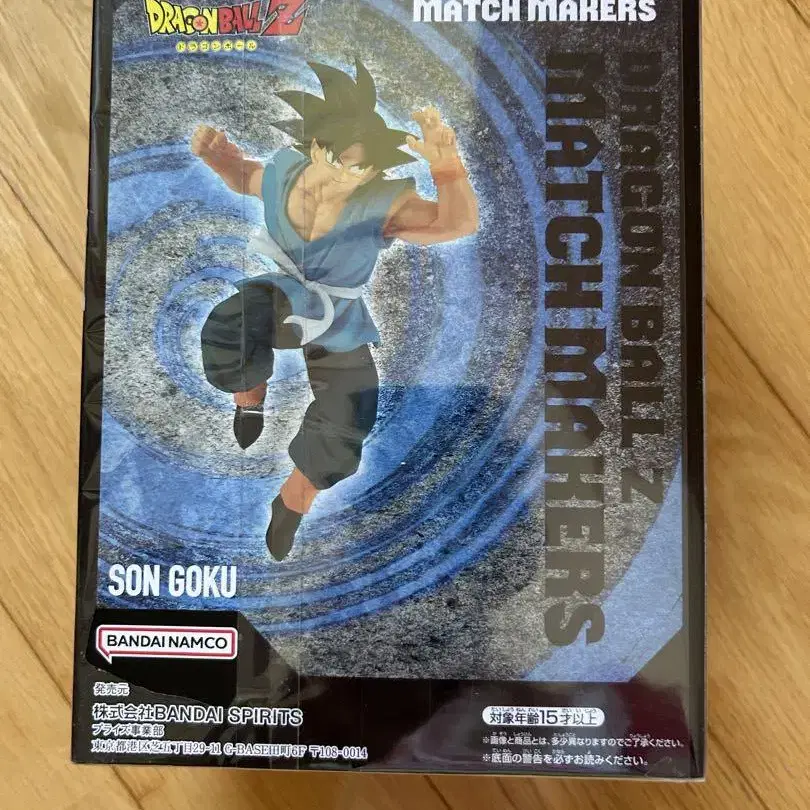 DRAGONBALL Z
ドラゴンボール
MATCH MAKERS
DRAGON BALL Z
MATCH MAKERS
SON GOKU
BANDAI NAMCO
発売元
株式会社BANDAI SPIRITS
プライズ事業部
東京都港区芝五丁目29-11 G-BASE田町6F 〒108-0014
対象年齢15才以上
※画像と商品とは、多少異なりますのでご了承ください。
※底面の警告を必ずお読みください。